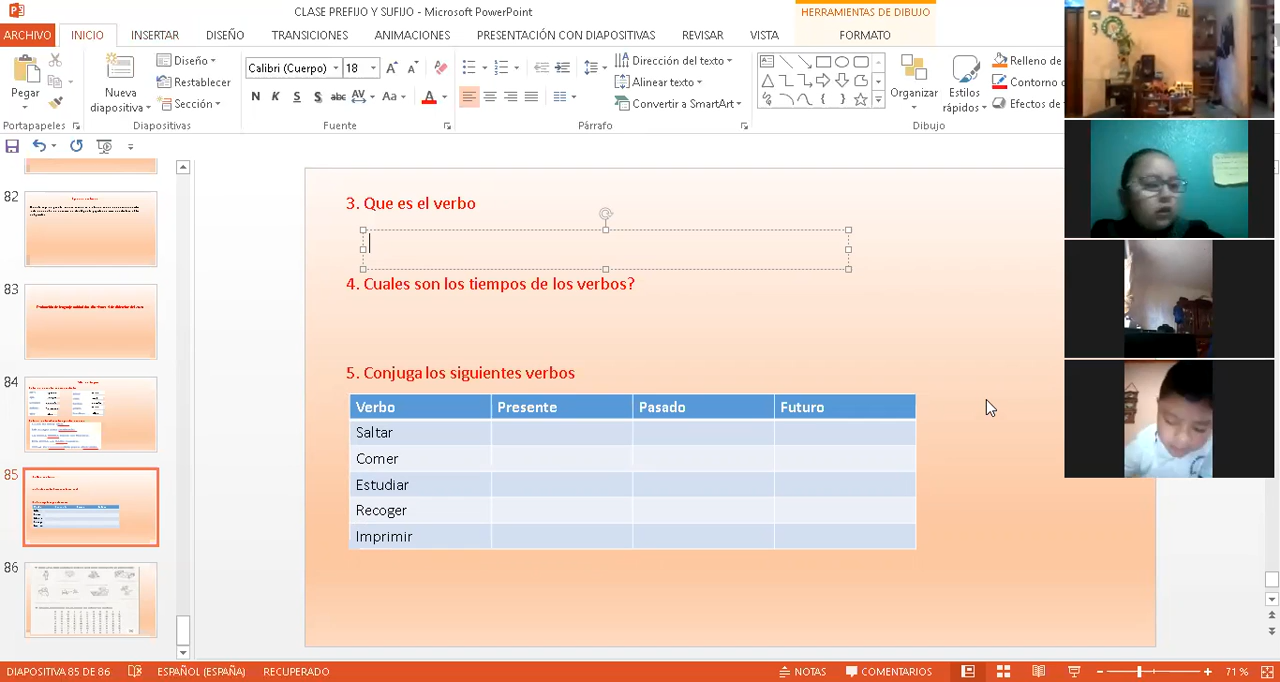 CLASE PREFIJO Y SUFIJO - Microsoft PowerPoint
HERRAMIENTAS DE DIBUJO
ARCHIVO INICIO INSERTAR DISEÑO TRANSICIONES ANIMACIONES PRESENTACIÓN CON DIAPOSITIVAS REVISAR VISTA FORMATO
Pegar
Nueva
diapositiva
Diseño
Restablecer
Sección
Calibri (Cuerpo) 18
N K S S abc AV Aa A
Dirección del texto
Alinear texto
Convertir a SmartArt
Organizar
Estilos
rápidos
Relleno de
Contorno
Efectos de
Portapapeles Diapositivas Fuente Párrafo Dibujo
82
83
84
85
86
3. Que es el verbo
4. Cuales son los tiempos de los verbos?
5. Conjuga los siguientes verbos
Verbo Presente Pasado Futuro
Saltar
Comer
Estudiar
Recoger
Imprimir
DIAPOSITIVA 85 DE 86 ESPAÑOL (ESPAÑA) RECUPERADO NOTAS COMENTARIOS 71 %